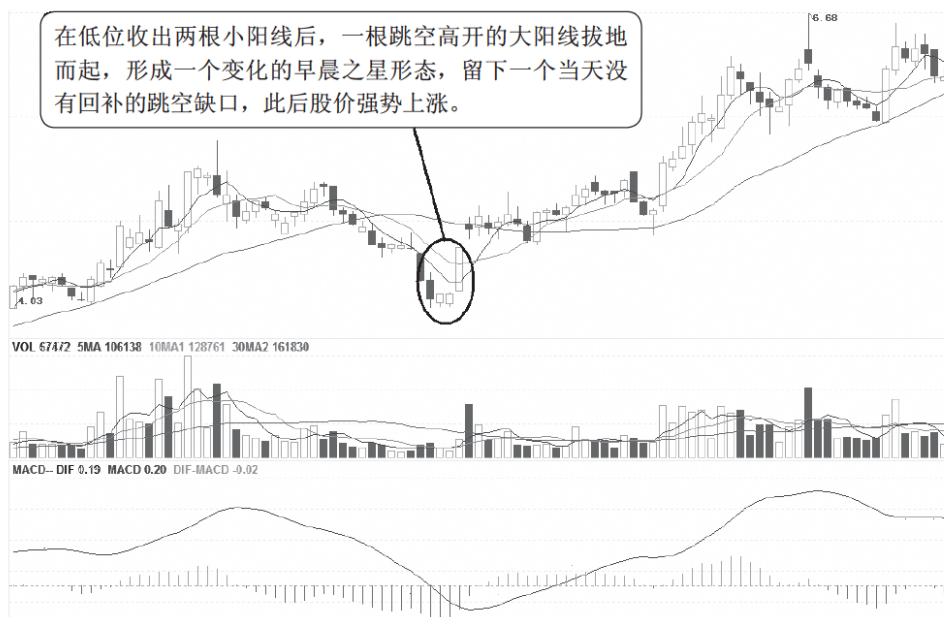 在低位收出两根小阳线后，一根跳空高开的大阳线拔地
而起，形成一个变化的早晨之星形态，留下一个当天没
有回补的跳空缺口，此后股价强势上涨。
6.68
4.03
VOL 67472 5MA 106138 10MA1 128761 30MA2 161830
MACD-- DIF 0.19 MACD 0.20 DIF-MACD -0.02